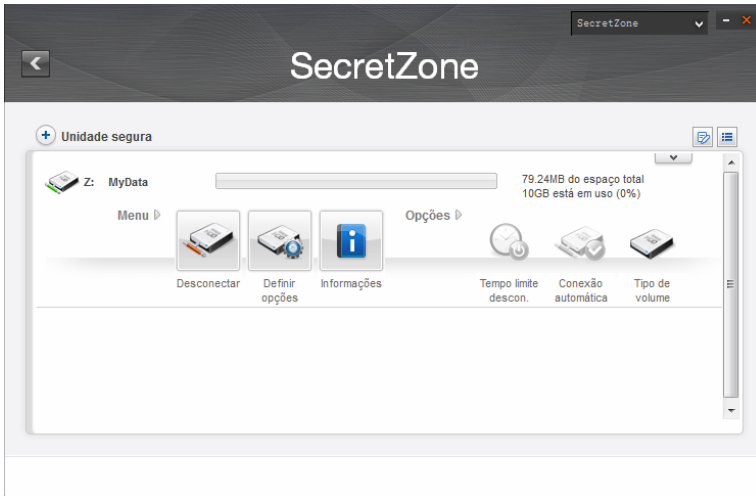 SecretZone
SecretZone
Unidade segura
Z: MyData
79.24MB do espaço total
10GB está em uso (0%)
Menu
Opções
Desconectar
Definir
opções
Informações
Tempo limite
descon.
Conexão
automática
Tipo de
volume